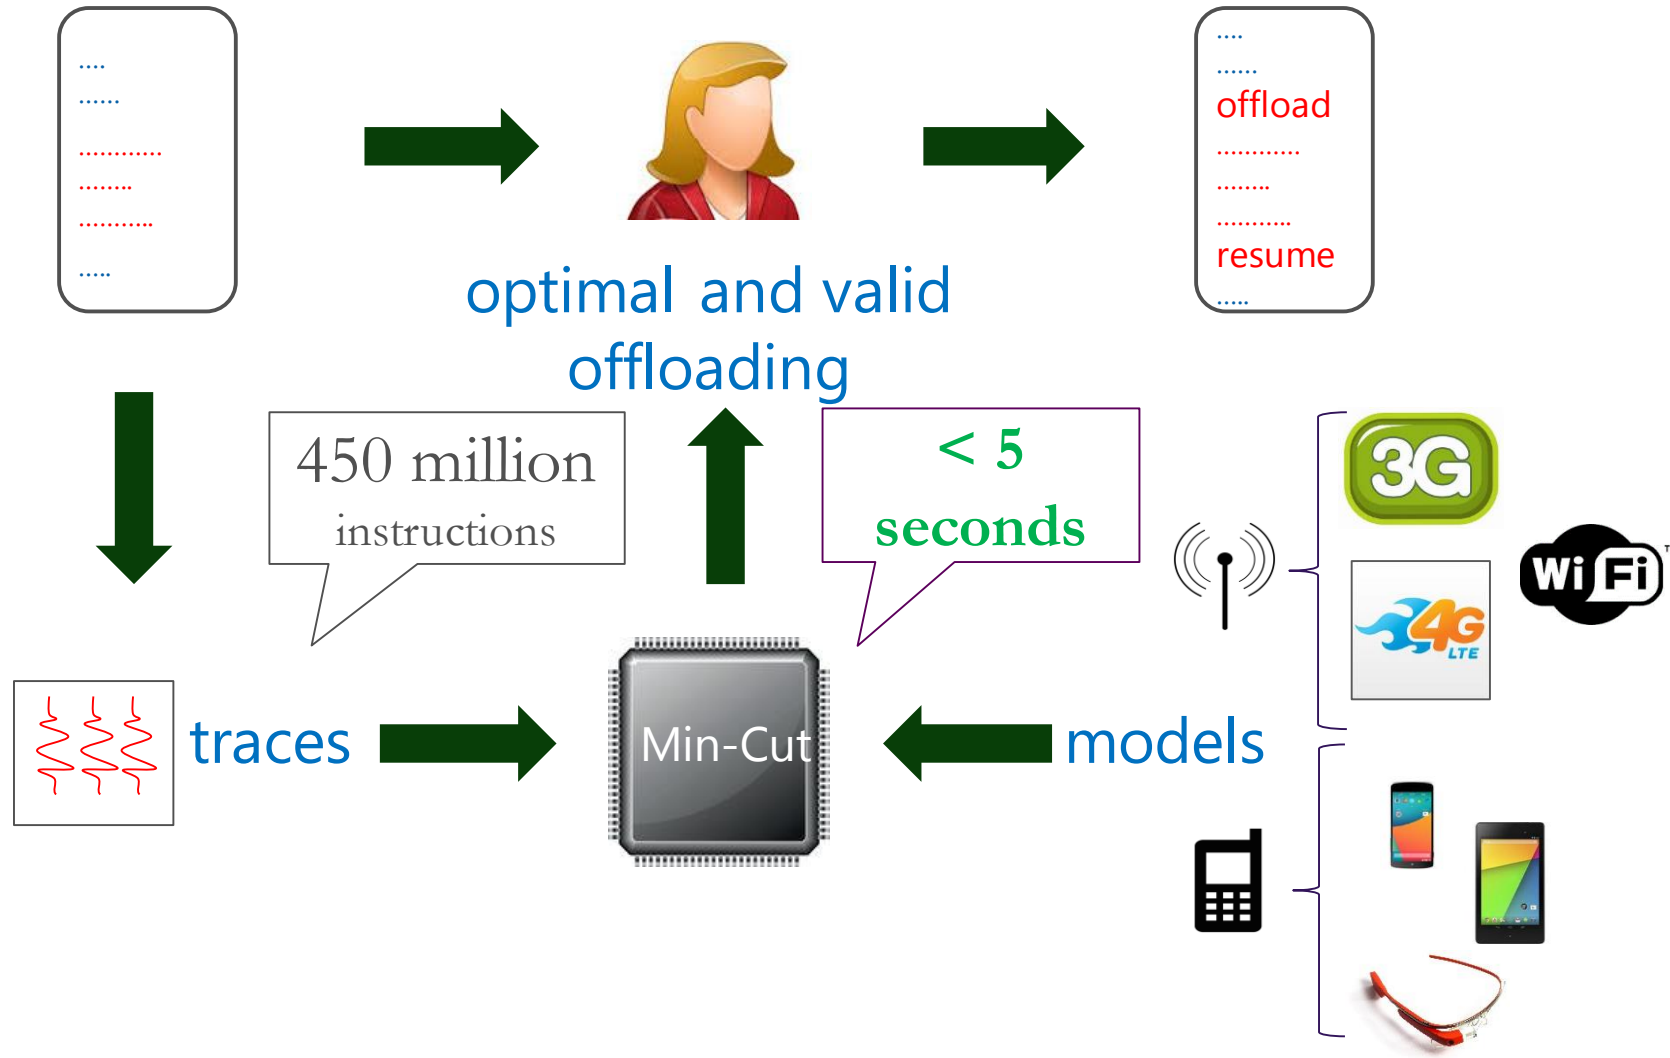 ....
......
............
........
...........
.....
....
......
offload
............
........
...........
resume
.....
optimal and valid
offloading
450 million
instructions
< 5
seconds
3G
4G
LTE
Wi Fi
T
traces
Min-Cut
models